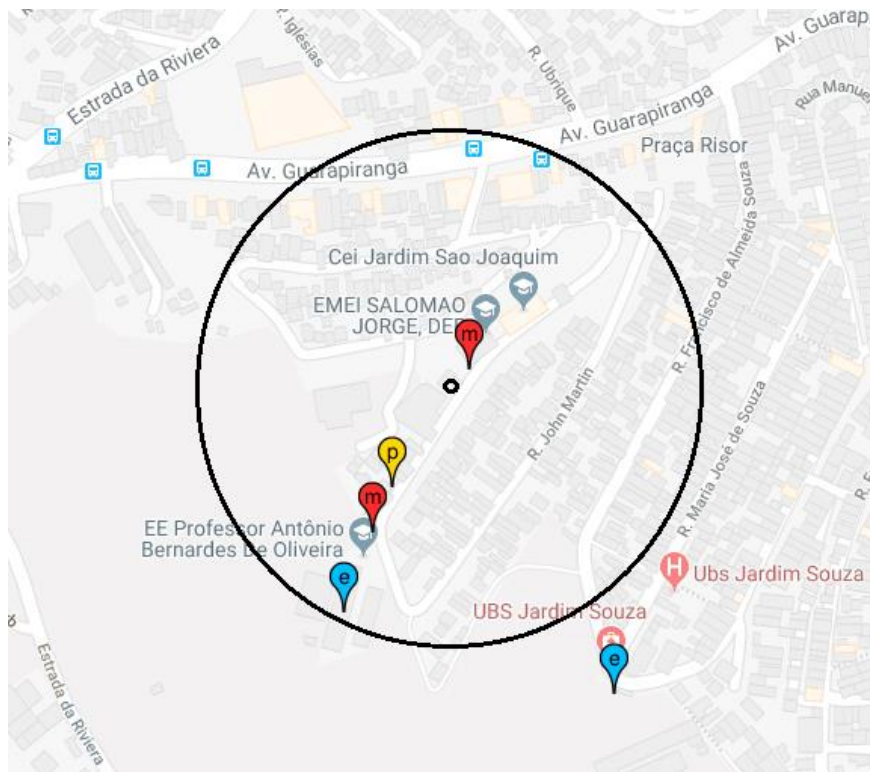 R. Iglésias
Av. Guarap
Estrada da Riviera
R. Ubrique
Av. Guarapiranga
Rua Manue
Praça Risor
Av. Guarapiranga
R. Francisco de Almeida Souza
Cei Jardim Sao Joaquim
EMEI SALOMAO
JORGE, DEP
m
R. John Martin
R. Maria José de Souza
p
m
EE Professor Antônio
Bernardes De Oliveira
e
H
Ubs Jardim Souza
UBS Jardim Souza
e
Estrada da Riviera